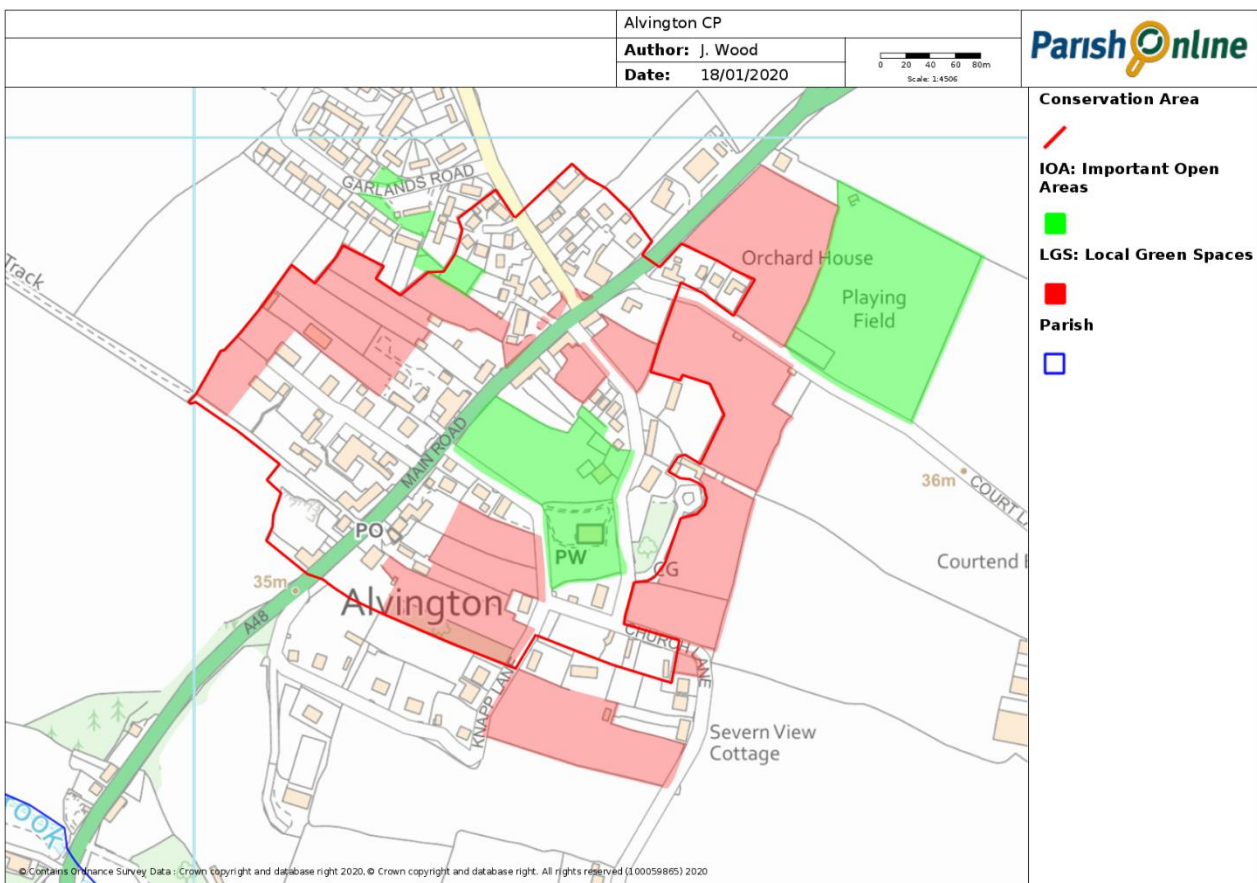 Alvington CP
Author: J. Wood
Date: 18/01/2020
0 20 40 60 80m
Scale: 1:4506
Parish Online
Conservation Area
IOA: Important Open
Areas
LGS: Local Green Spaces
Parish
GARLANDS ROAD
Track
Orchard House
Playing
Field
MAIN ROAD
36m
COURT
PO
PW
CG
Courtend
35m
Alvington
A48
CHURCH LANE
KNAPP LANE
Severn View
Cottage
© Contains Ordnance Survey Data : Crown copyright and database right 2020, © Crown copyright and database right. All rights reserved (100059865) 2020